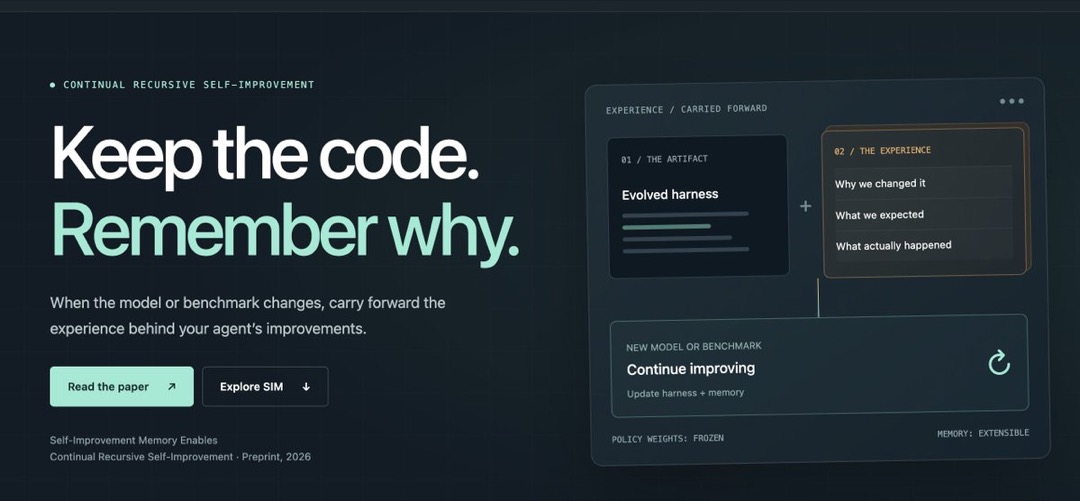 CONTINUAL RECURSIVE SELF-IMPROVEMENT
Keep the code.
Remember why.
When the model or benchmark changes, carry forward the
experience behind your agent’s improvements.
Read the paper ↗
Explore SIM ↓
Self-Improvement Memory Enables
Continual Recursive Self-Improvement · Preprint, 2026
EXPERIENCE / CARRIED FORWARD
01 / THE ARTIFACT
Evolved harness
+
02 / THE EXPERIENCE
Why we changed it
What we expected
What actually happened
NEW MODEL OR BENCHMARK
Continue improving
Update harness + memory
POLICY WEIGHTS: FROZEN
MEMORY: EXTENSIBLE